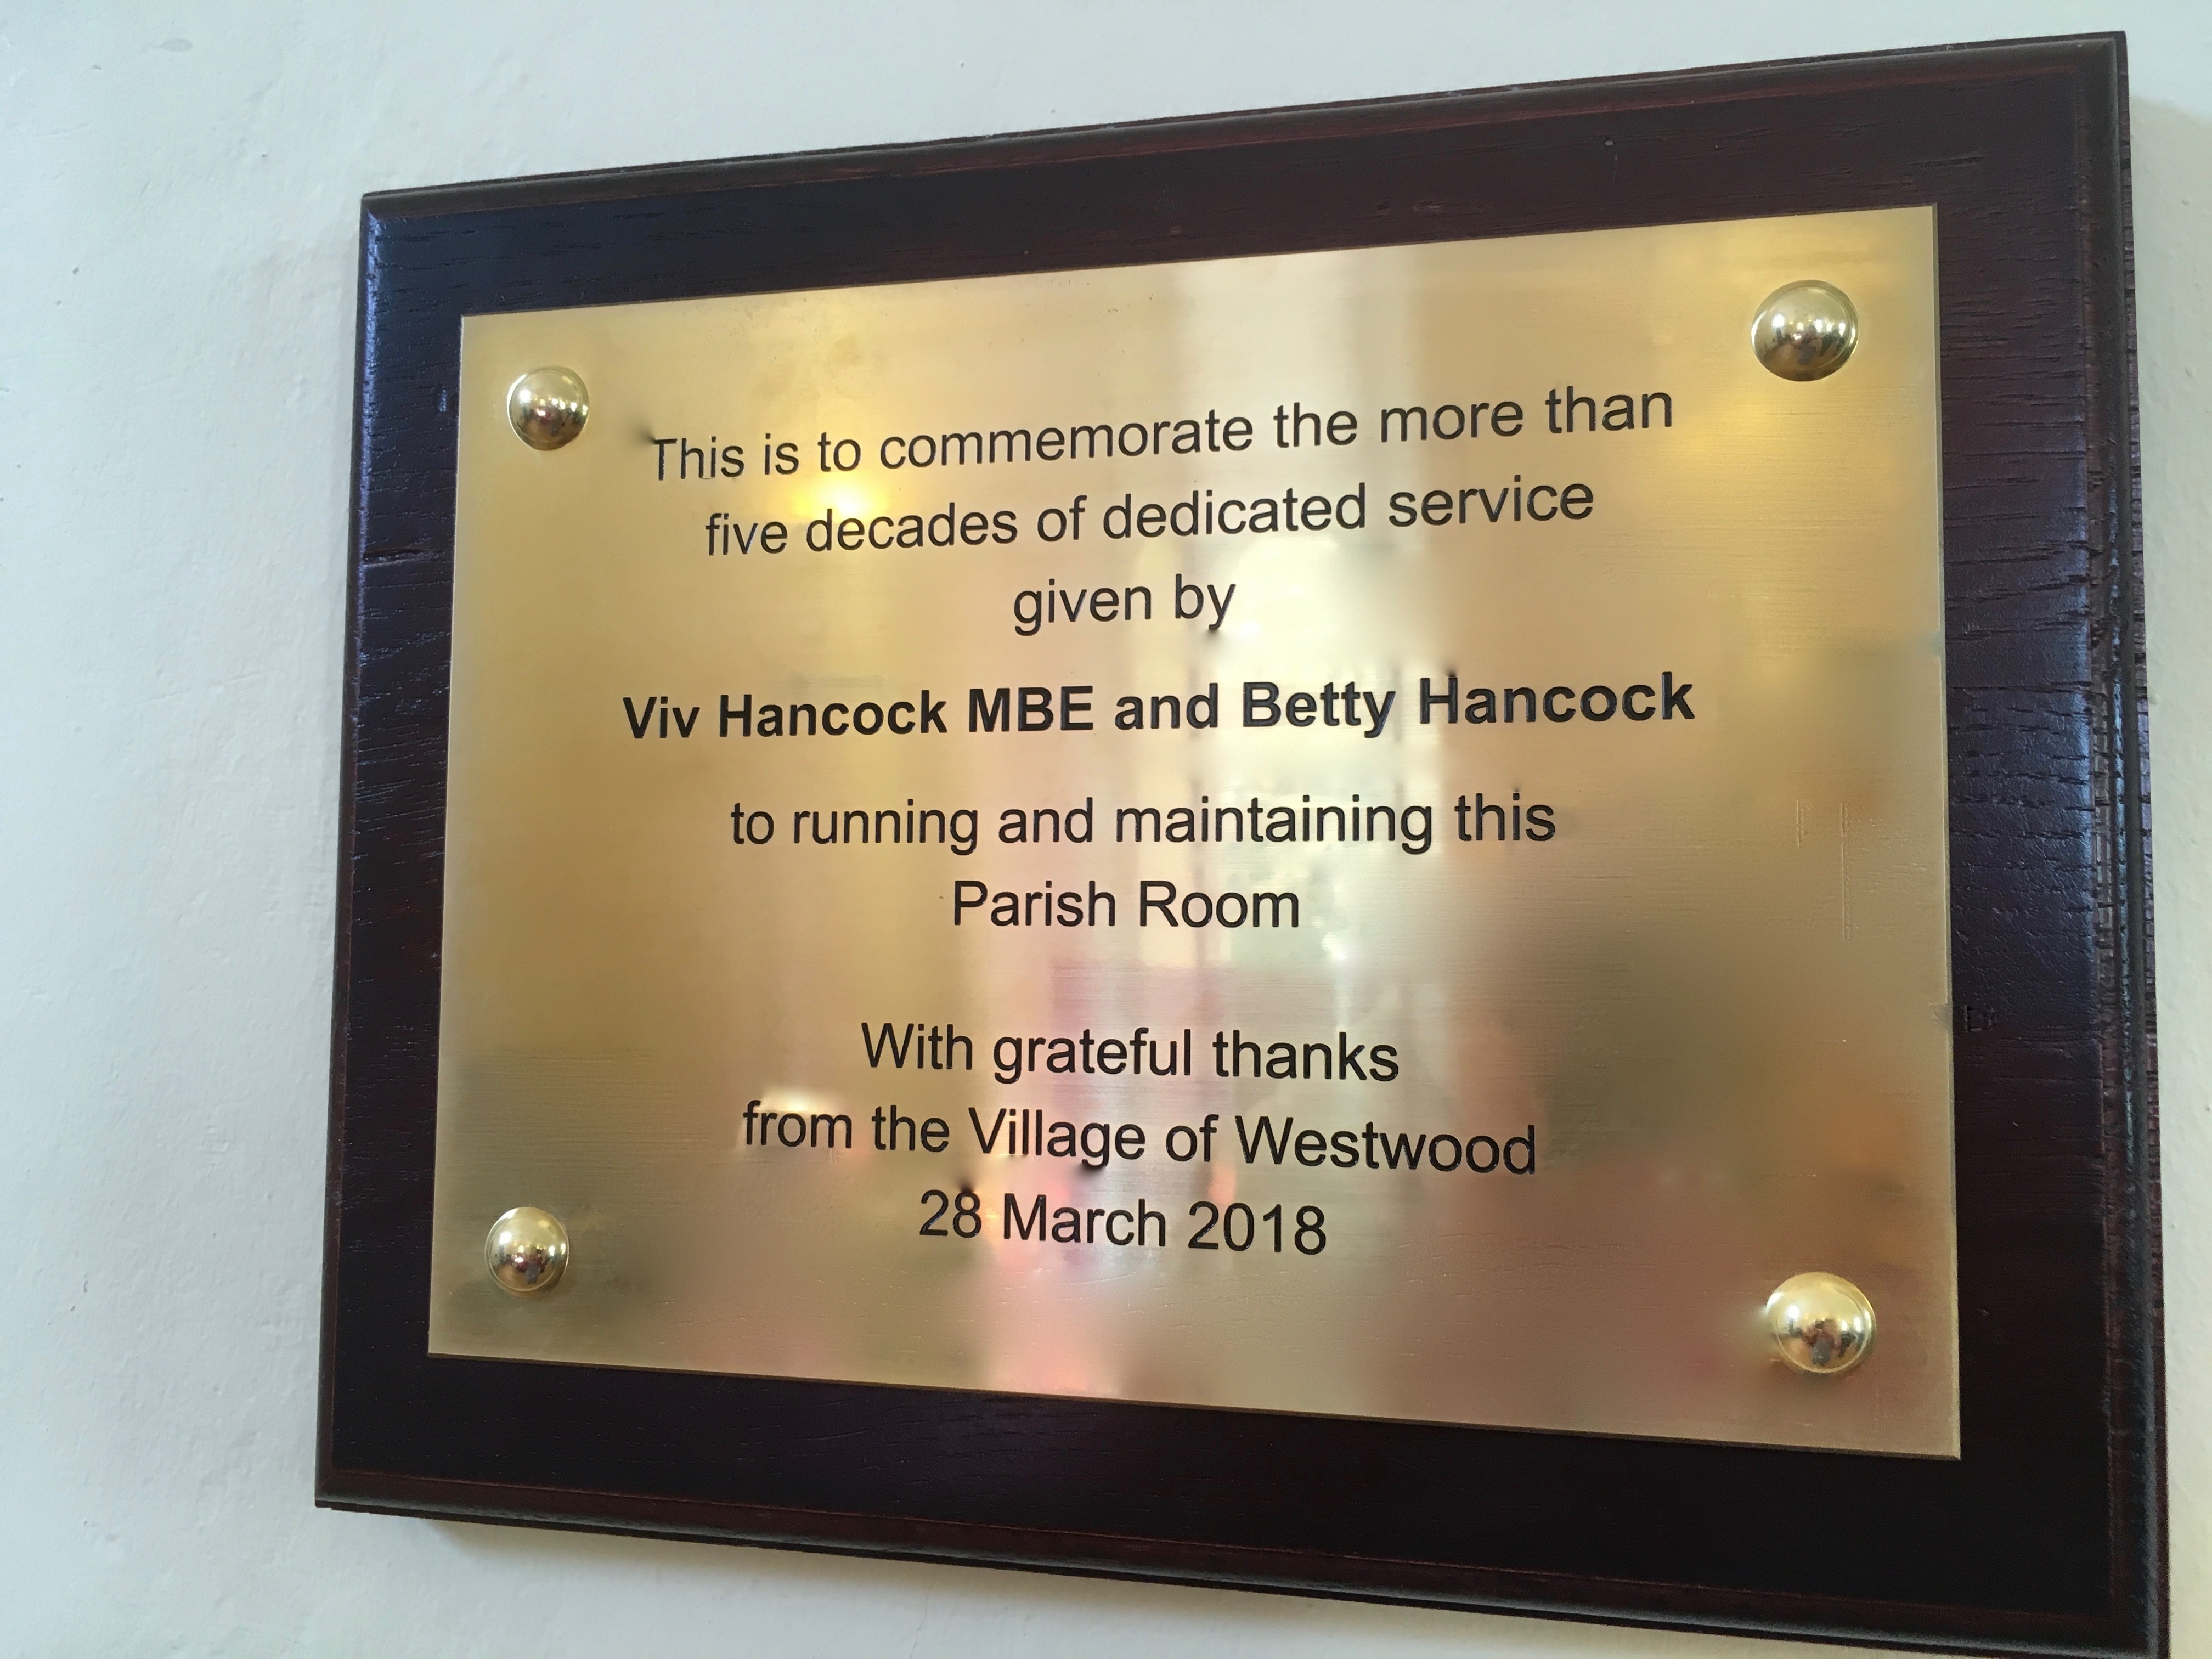 This is to commemorate the more than
five decades of dedicated service
given by
Viv Hancock MBE and Betty Hancock
to running and maintaining this
Parish Room
With grateful thanks
from the Village of Westwood
28 March 2018